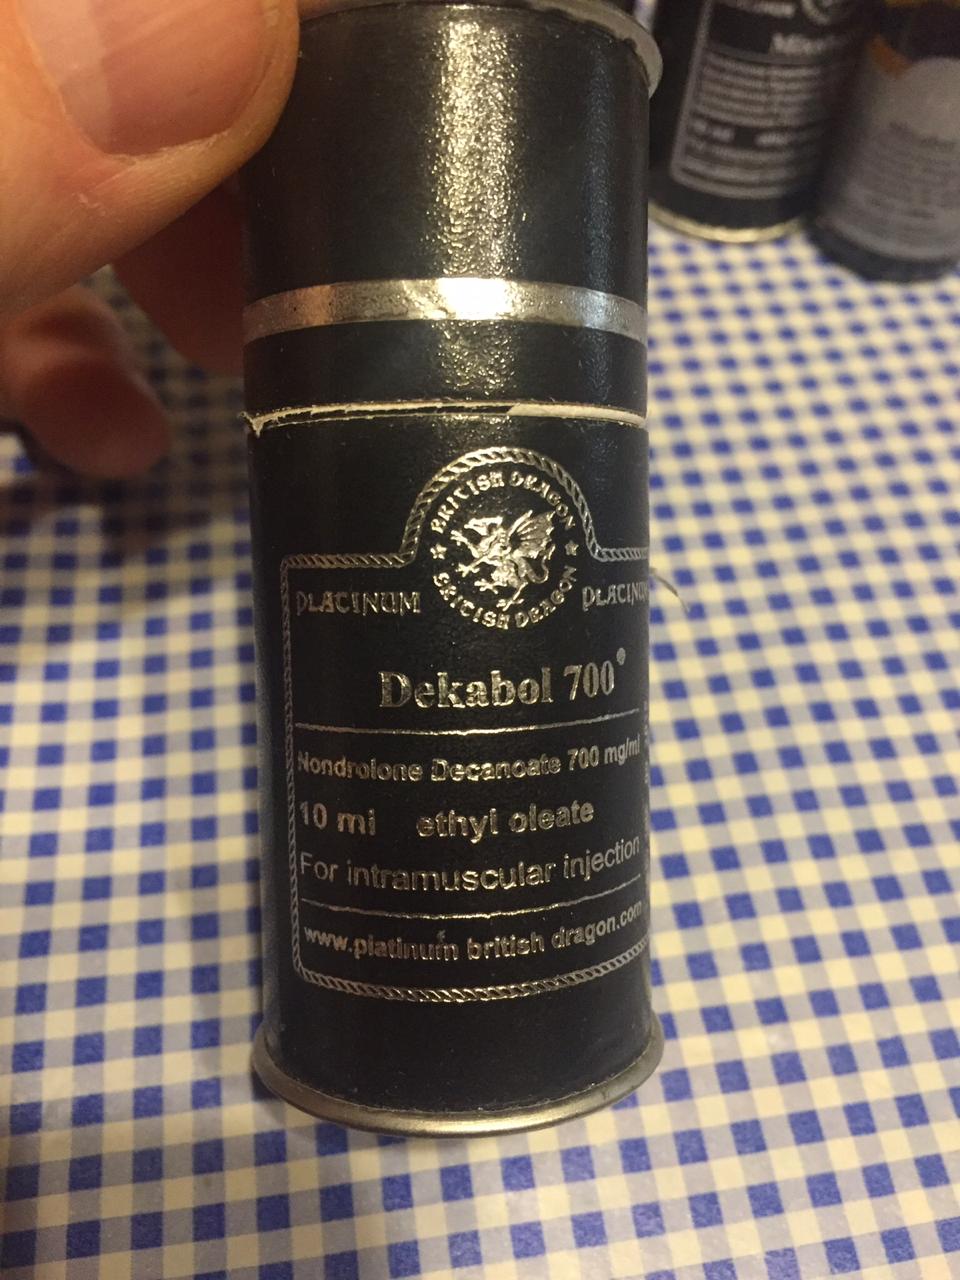 BRITISH DRAGON
BRITISH DRAGON
PLATINUM
Dekabol 700
Nondrolone Decanoate 700 mg/ml
10 ml ethyl oleate
For intramuscular injection
www.platinum british dragon.com